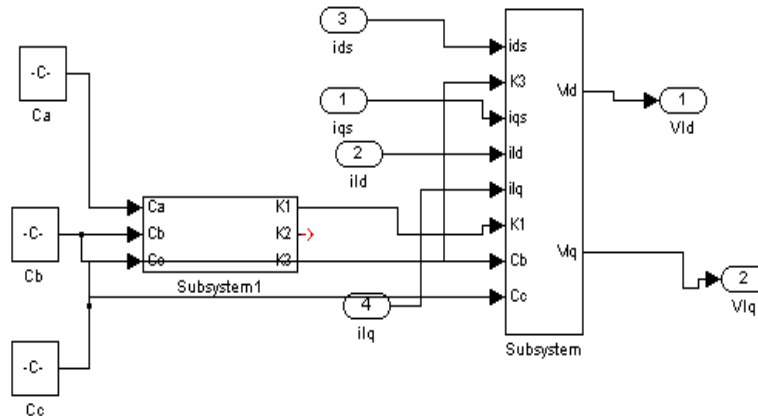 3
ids
-C-
Ca
1
iqs
2
ild
Ca
Cb
Cc
K1
K2
K3
Subsystem1
-C-
Cb
4
ilq
-C-
Cc
ids
K3
iqs
ild
ilq
K1
Cb
Cc
Vld
Vlq
Subsystem
1
Vld
2
Vlq